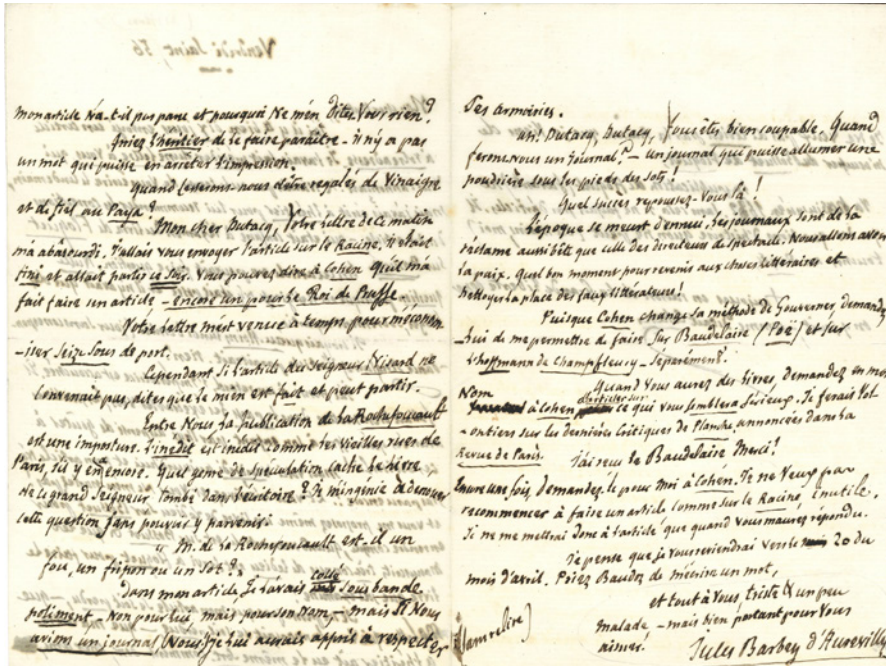 mon article n'a-t-il pas paru et pourquoi ne m'en dites-vous rien ?
Priez l'héritier de le faire paraître – il n'y a pas
un mot qui puisse en arrêter l'impression.
Quand cesserons-nous d'être régalés de Vinaigre
et de fiel au Pays ?
Mon cher Dutacq, Votre lettre de ce matin
m'a abasourdi. J'allais vous envoyer l'article sur le Racine, il était
fini et allait partir ce soir. Vous pouvez dire à Cohen qu'il m'a
fait faire un article – encore un pour le Roi de Prusse –
Votre lettre m'est venue à temps pour m'économ
-iser seize sous de port.
Cependant si l'article du seigneur Nisard ne
convenait pas, dites que le mien est fait et peut partir.
Entre Nous, la publication de La Rochefoucault
est une imposture. L'inédit est inédit comme les vieilles rues de
Paris, s'il y en a encore. Quel genre de spéculation cache le
ce grand Seigneur tombé dans ? Je m'ingénie à
cette question sans pouvoir y parvenir.
M. de la Rochefoucault est-il un
fou, un fripon ou un Sot ?
Dans mon article je l'avais collé sous bande
poliment – non pour lui, mais pour son nom, – mais si Nous
avions un journal (Nous) je lui aurais appris à respecter
Ses armoiries.
Ah ! Dutacq, Dutacq, Vous êtes bien coupable. Quand
ferons-nous un journal ? – un journal qui puisse allumer une
poudrière sous les pieds des sots !
Quel succès repoussez-Vous là !
L'époque se meurt d'ennui, les journaux sont de la
réclame aussi bête que celle des directeurs de spectacle. Nous allons avoir
la paix. Quel bon moment pour revenir aux choses littéraires et
nettoyer la place des faux littérateurs !
Puisque Cohen change sa méthode de Gouverner, demandez
-lui de me permettre de faire sur Baudelaire (Poë) et sur
l'hoffmann de Champfleury – séparément.
Quand vous aurez des livres, demandez en mon
Nom à Cohen d'articuler sur ce qui vous semblera sérieux. Je ferais Vol
-ontiers sur les dernières Critiques de Planche, annoncées dans la
Revue de Paris.
J'ai reçu le Baudelaire Merci !
Encore une fois, demandez-le pour moi à Cohen. Je ne Veux pas
recommencer à faire un article comme sur le Racine, inutile.
Je ne me mettrai donc à l'article que quand vous m'aurez répondu.
Je pense que je vous reviendrai vers le 20 du
mois d'avril. Priez Baudry de m'écrire un mot,
et tout à Vous, triste & un peu
malade – mais bien portant pour Vous
aimer !
(Sans relire)
Jules Barbey d'Aurevilly
Vendredi Saint, 56